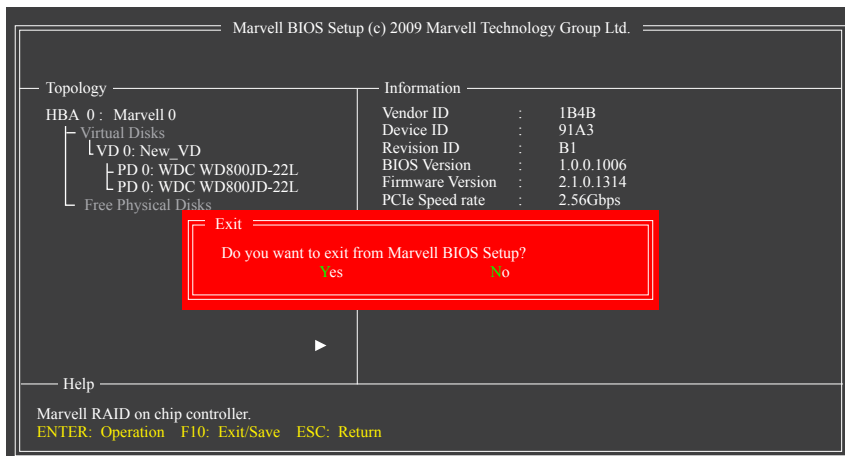 Marvell BIOS Setup (c) 2009 Marvell Technology Group Ltd.
Topology
HBA 0 : Marvell 0
Virtual Disks
VD 0: New_VD
PD 0: WDC WD800JD-22L
PD 0: WDC WD800JD-22L
Free Physical Disks
Information
Vendor ID : 1B4B
Device ID : 91A3
Revision ID : B1
BIOS Version : 1.0.0.1006
Firmware Version : 2.1.0.1314
PCIe Speed rate : 2.56Gbps
Exit
Do you want to exit from Marvell BIOS Setup?
Yes No
Help
Marvell RAID on chip controller.
ENTER: Operation F10: Exit/Save ESC: Return